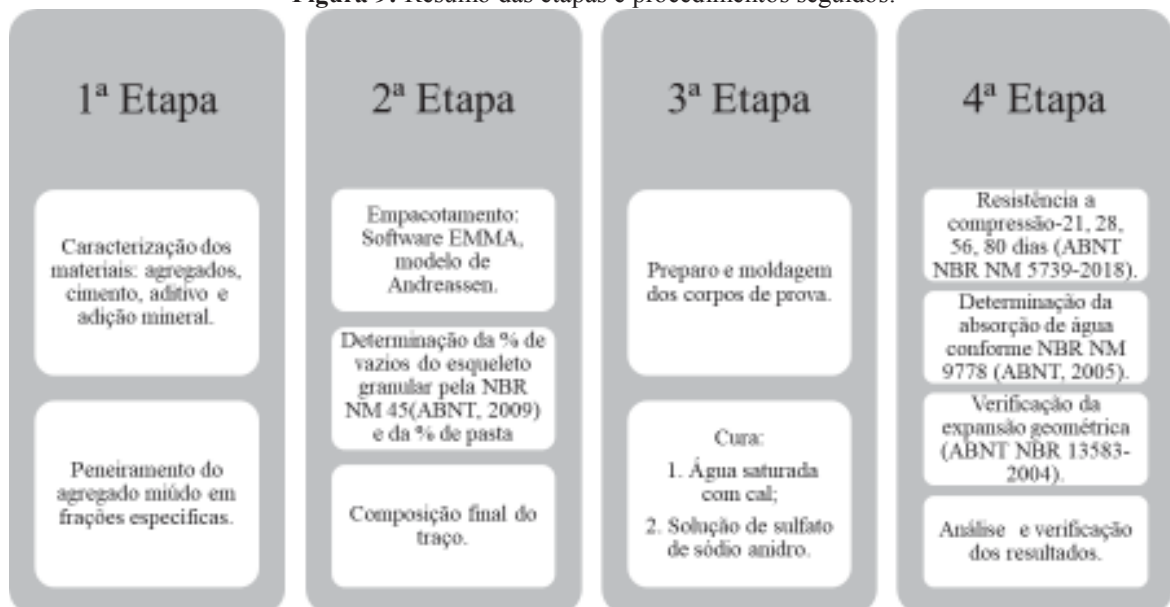 Figura 9: Resumo das etapas e procedimentos seguidos.
1ª Etapa
Caracterização dos
materiais: agregados,
cimento, aditivo e
adição mineral.
Peneiramento do
agregado miúdo em
frações especificas.
2ª Etapa
Empacotamento:
Software EMMA,
modelo de
Andreassen.
Determinação da % de
vazios do esqueleto
granular pela NBR
NM 45(ABNT, 2009)
e da % de pasta
Composição final do
traço.
3ª Etapa
Preparo e moldagem
dos corpos de prova.
Cura:
1. Água saturada
com cal;
2. Solução de sulfato
de sódio anidro.
4ª Etapa
Resistência a
compressão-21, 28,
56, 80 dias (ABNT
NBR NM 5739-2018).
Determinação da
absorção de água
conforme NBR NM
9778 (ABNT, 2005).
Verificação da
expansão geométrica
(ABNT NBR 13583-
2004).
Análise e verificação
dos resultados.